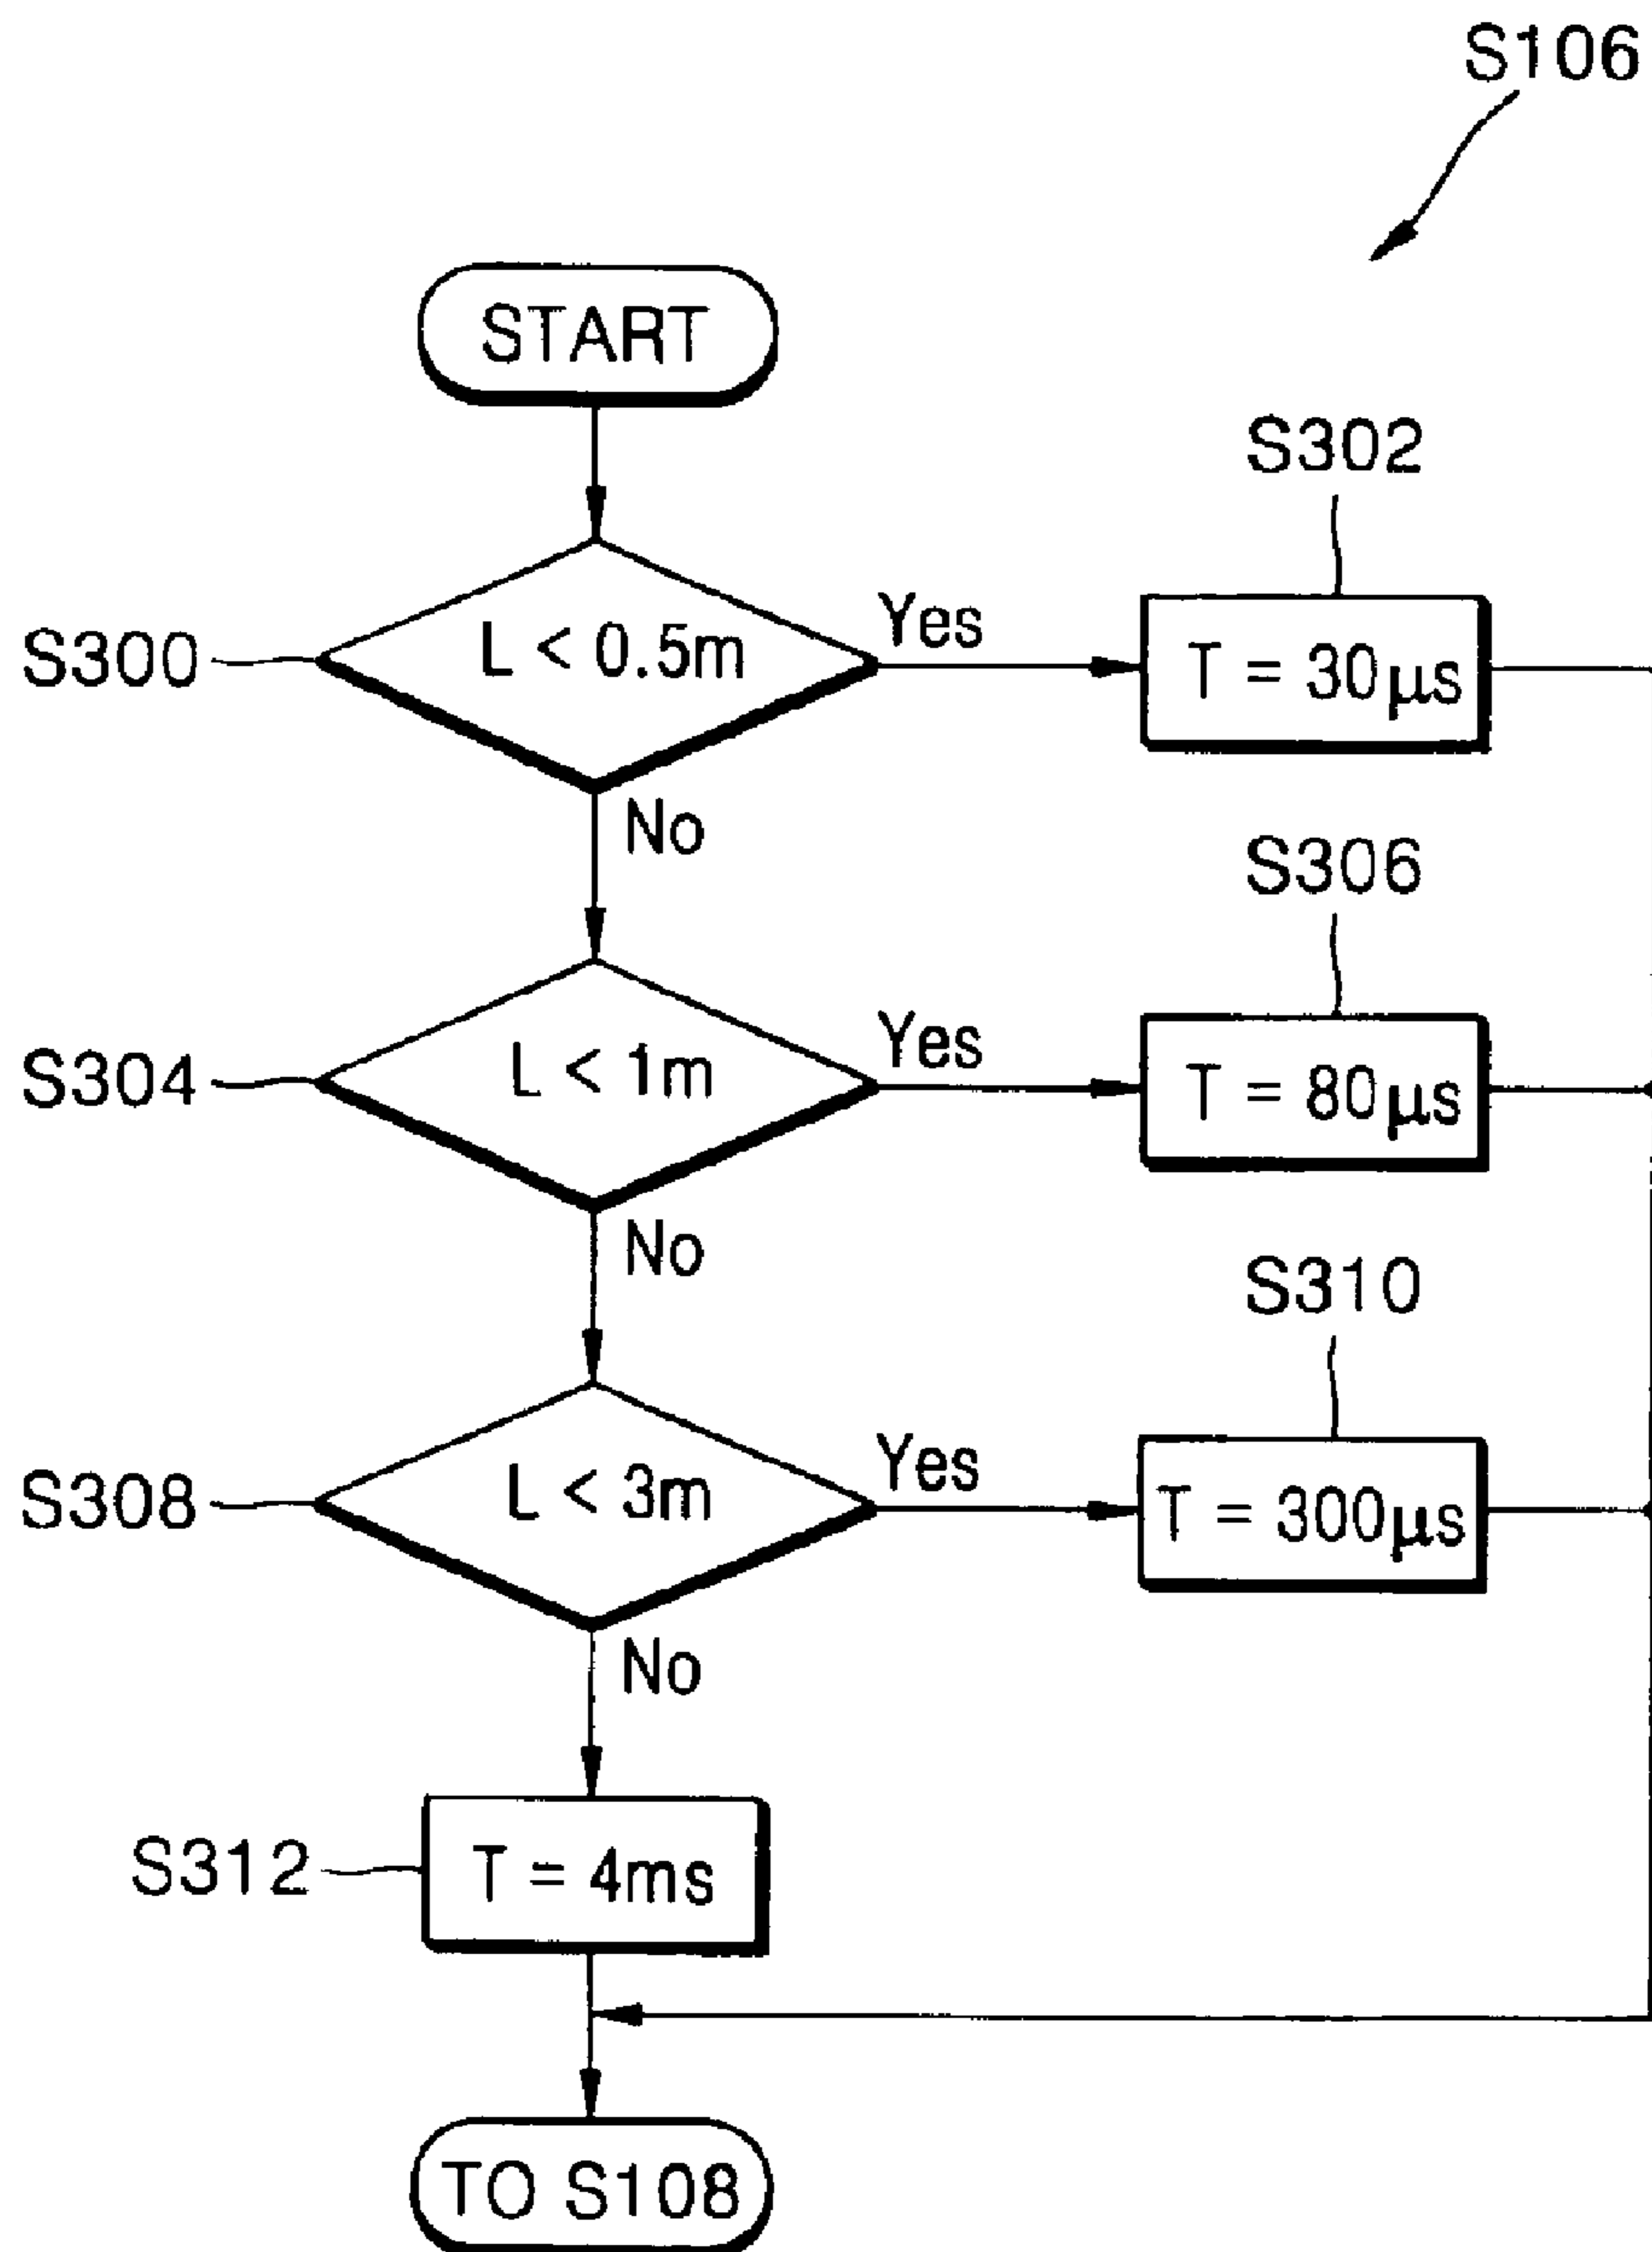 S106
START
S302
S300
L < 0.5m
Yes
T = 30μs
No
S306
S304
L < 1m
Yes
T = 80μs
No
S310
S308
L < 3m
Yes
T = 300μs
No
S312
T = 4ms
TO S108